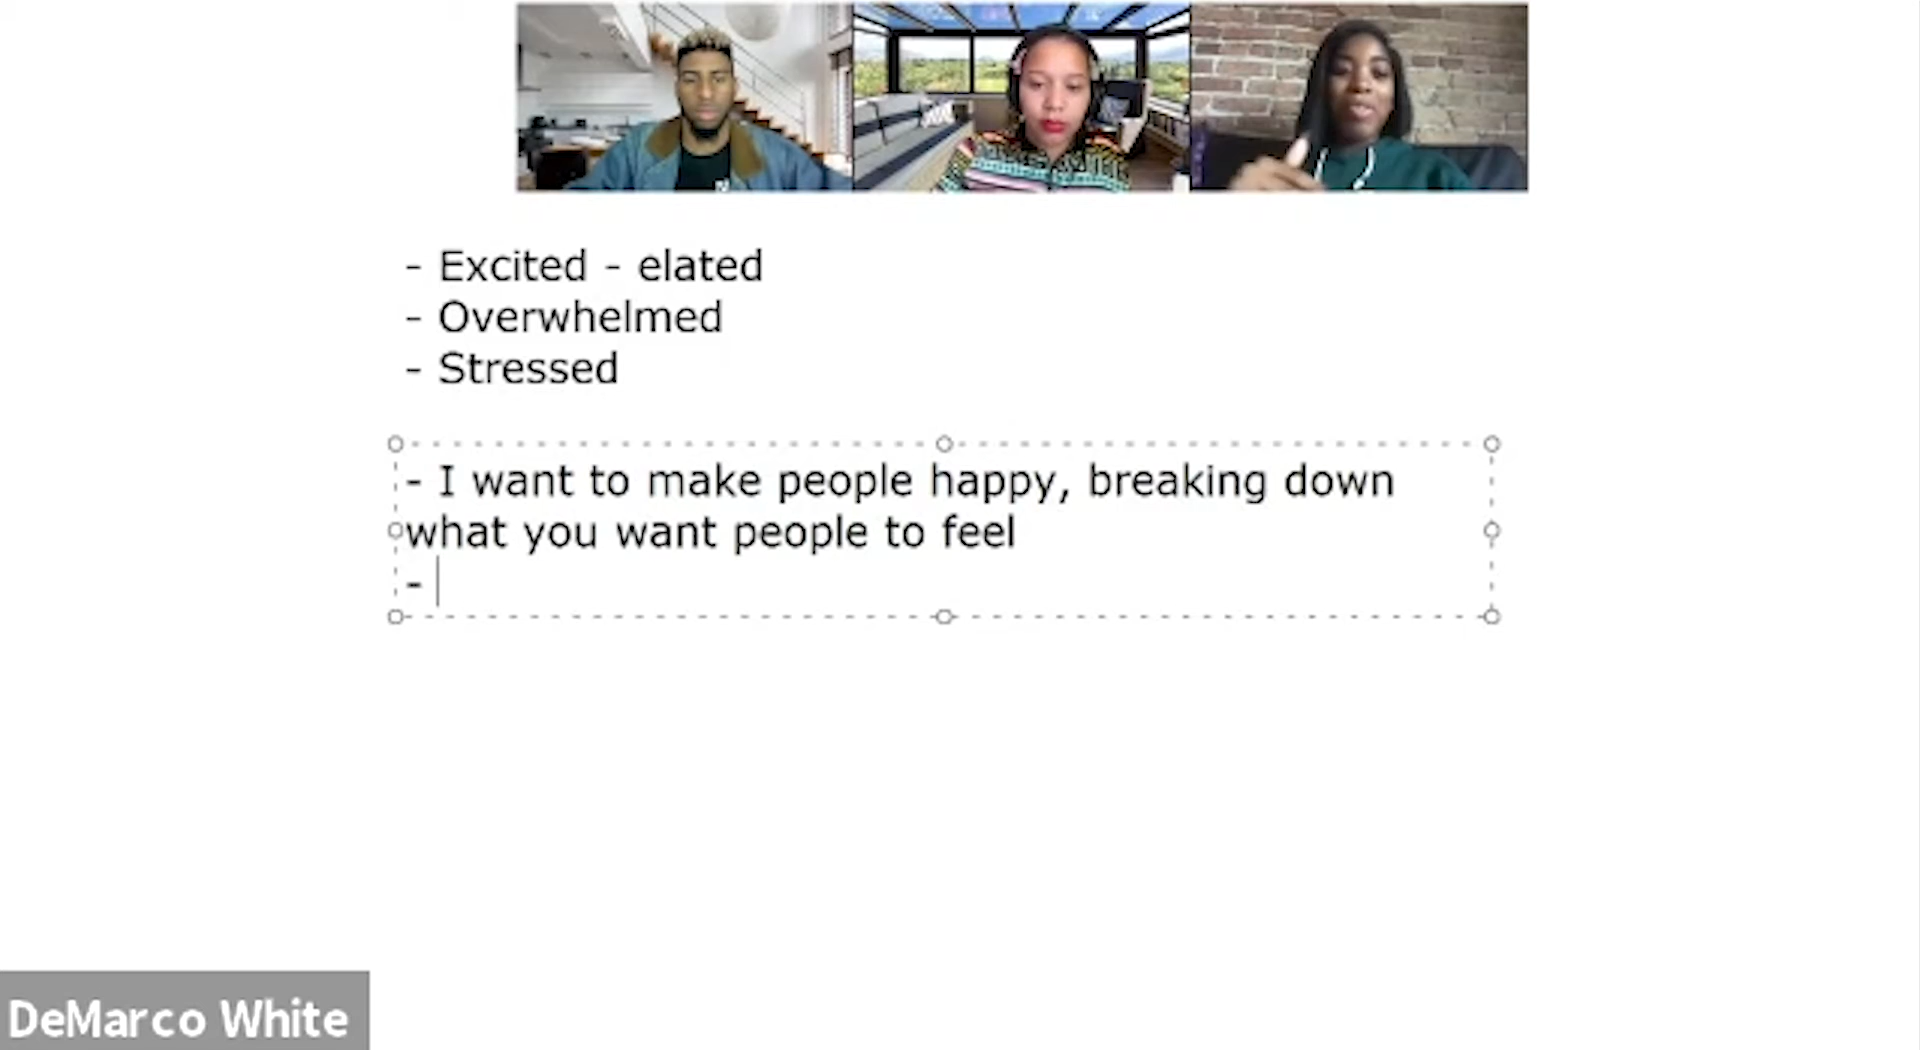 - Excited - elated
- Overwhelmed
- Stressed
- I want to make people happy, breaking down
what you want people to feel
-
DeMarco White